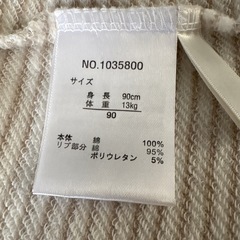 NO.1035800
サイズ
身長 90cm
体重 13kg
90
本体 綿 100%
リブ部分 綿 95%
ポリウレタン 5%